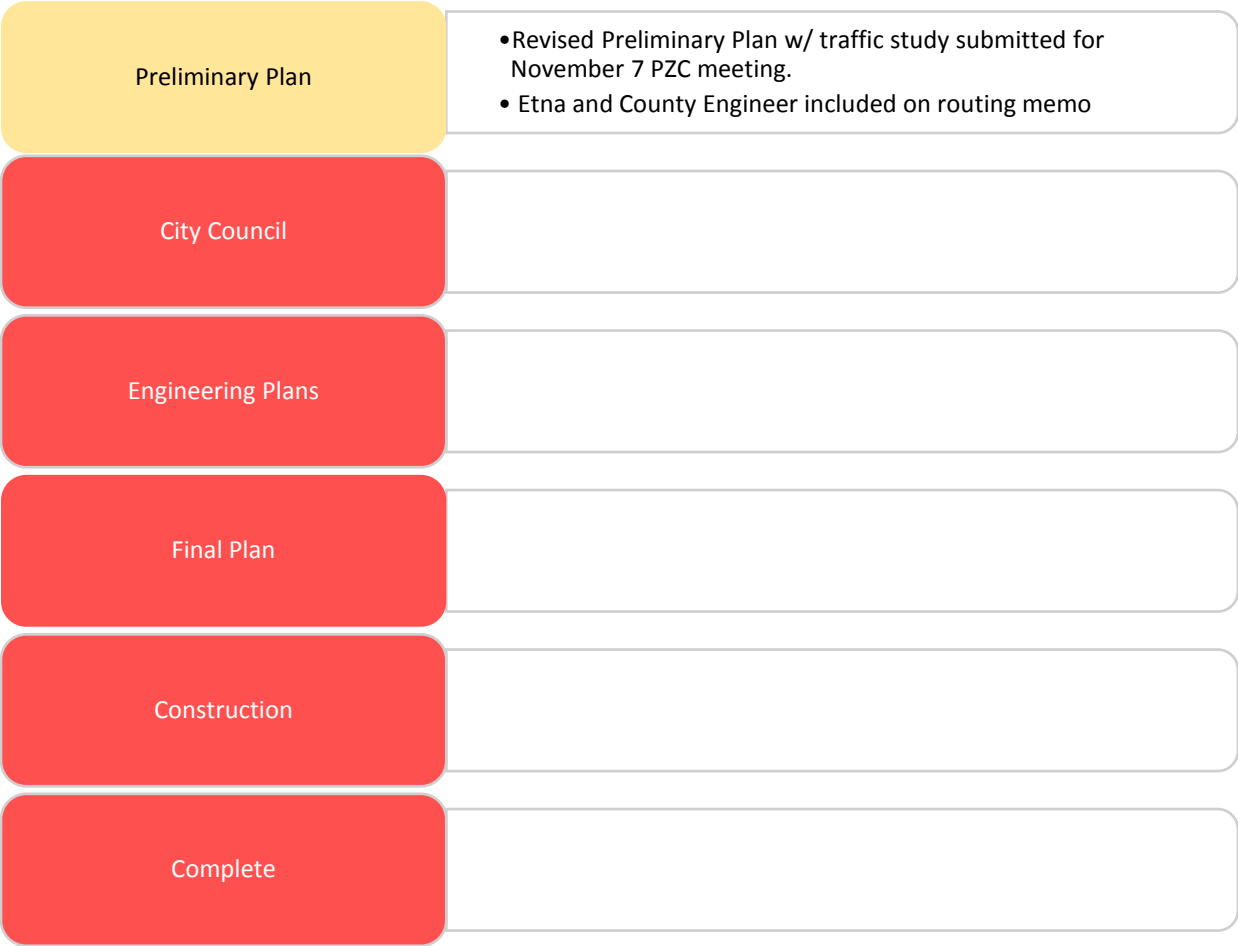 Preliminary Plan
•Revised Preliminary Plan w/ traffic study submitted for
November 7 PZC meeting.
• Etna and County Engineer included on routing memo
City Council
Engineering Plans
Final Plan
Construction
Complete